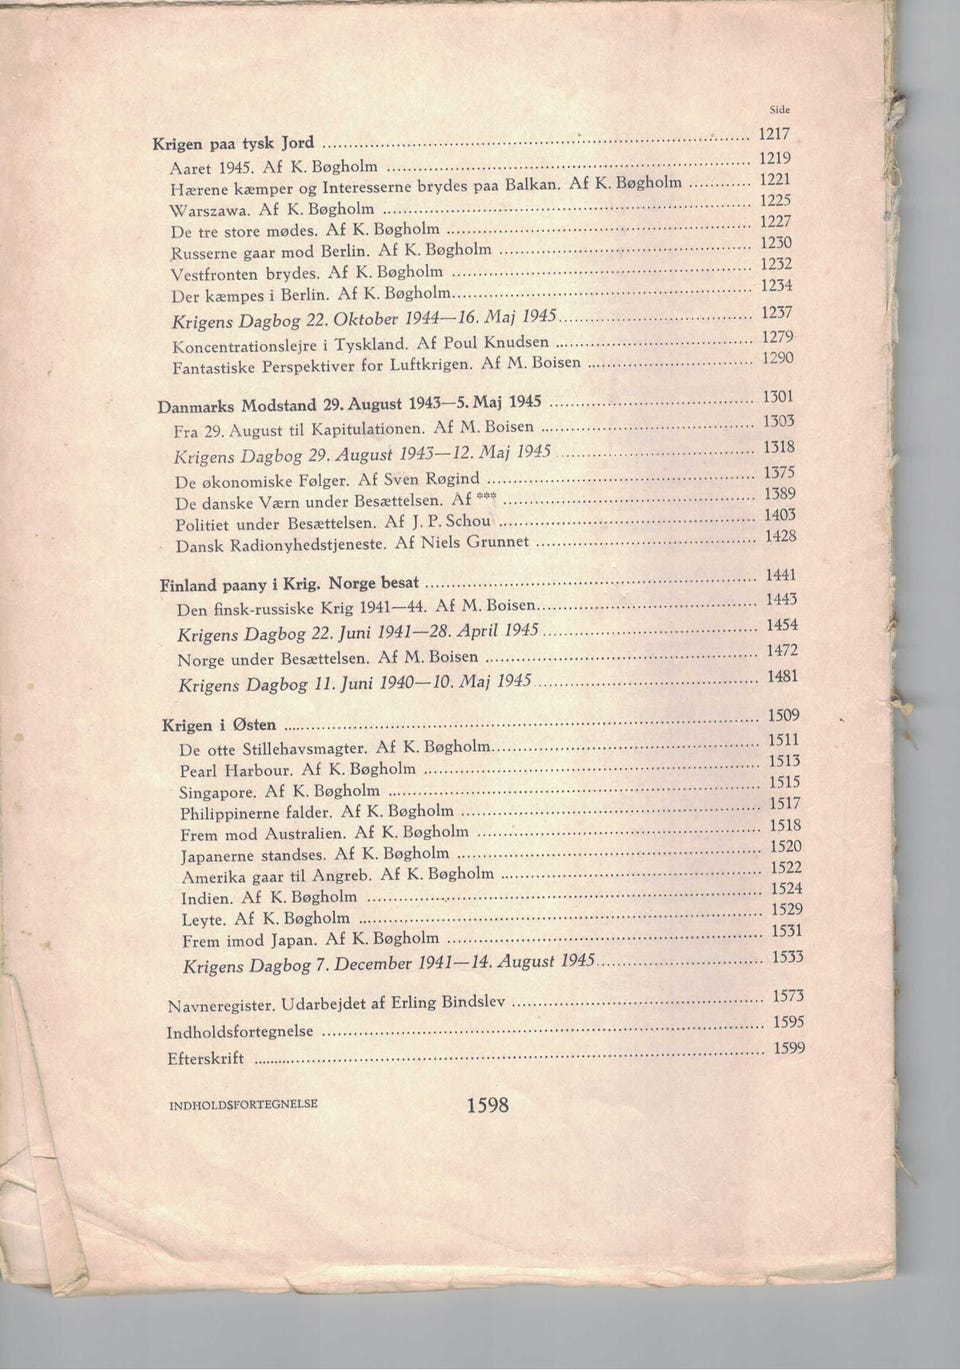 Side
Krigen paa tysk Jord ........ 1217
Aaret 1945. Af K. Bøgholm ........ 1219
Hærene kæmper og Interesserne brydes paa Balkan. Af K. Bøgholm ........ 1221
Warszawa. Af K. Bøgholm ........ 1225
De tre store mødes. Af K. Bøgholm ........ 1227
Russerne gaar mod Berlin. Af K. Bøgholm ........ 1230
Vestfronten brydes. Af K. Bøgholm ........ 1232
Der kæmpes i Berlin. Af K. Bøgholm ........ 1234
Krigens Dagbog 22. Oktober 1944—16. Maj 1945 ........ 1237
Koncentrationslejre i Tyskland. Af Poul Knudsen ........ 1279
Fantastiske Perspektiver for Luftkrigen. Af M. Boisen ........ 1290
Danmarks Modstand 29. August 1943—5. Maj 1945 ........ 1301
Fra 29. August til Kapitulationen. Af M. Boisen ........ 1303
Krigens Dagbog 29. August 1943—12. Maj 1945 ........ 1318
De økonomiske Følger. Af Sven Røgind ........ 1375
De danske Værn under Besættelsen. Af *** ........ 1389
Politiet under Besættelsen. Af J. P. Schou ........ 1403
Dansk Radionyhedstjeneste. Af Niels Grunnet ........ 1428
Finland paany i Krig. Norge besat ........ 1441
Den finsk-russiske Krig 1941—44. Af M. Boisen ........ 1443
Krigens Dagbog 22. Juni 1941—28. April 1945 ........ 1454
Norge under Besættelsen. Af M. Boisen ........ 1472
Krigens Dagbog 11. Juni 1940—10. Maj 1945 ........ 1481
Krigen i Østen ........ 1509
De otte Stillehavsmagter. Af K. Bøgholm ........ 1511
Pearl Harbour. Af K. Bøgholm ........ 1513
Singapore. Af K. Bøgholm ........ 1515
Philippinerne falder. Af K. Bøgholm ........ 1517
Frem mod Australien. Af K. Bøgholm ........ 1518
Japanerne standses. Af K. Bøgholm ........ 1520
Amerika gaar til Angreb. Af K. Bøgholm ........ 1522
Indien. Af K. Bøgholm ........ 1524
Leyte. Af K. Bøgholm ........ 1529
Frem imod Japan. Af K. Bøgholm ........ 1531
Krigens Dagbog 7. December 1941—14. August 1945 ........ 1533
Navneregister. Udarbejdet af Erling Bindslev ........ 1573
Indholdsfortegnelse ........ 1595
Efterskrift ........ 1599
INDHOLDSFORTEGNELSE 1598